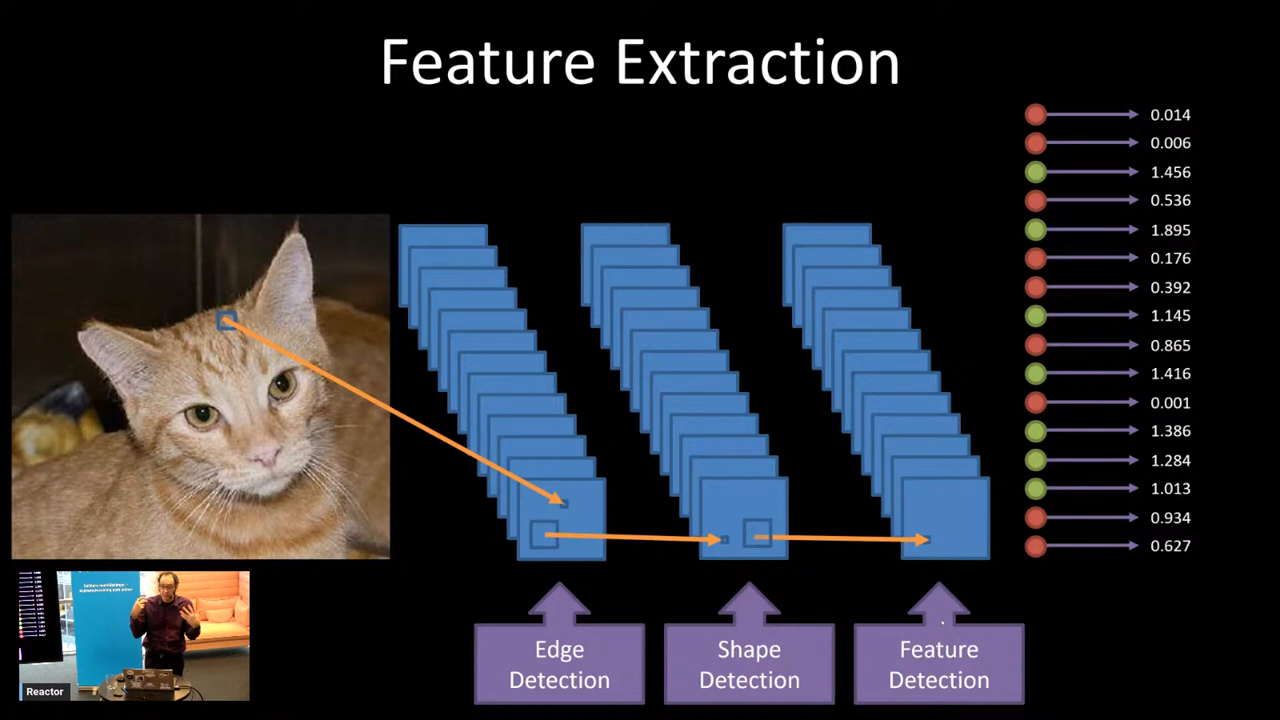 Feature Extraction
0.014
0.006
1.456
0.536
1.895
0.176
0.392
1.145
0.865
1.416
0.001
1.386
1.284
1.013
0.934
0.627
Edge
Detection
Shape
Detection
Feature
Detection
Reactor